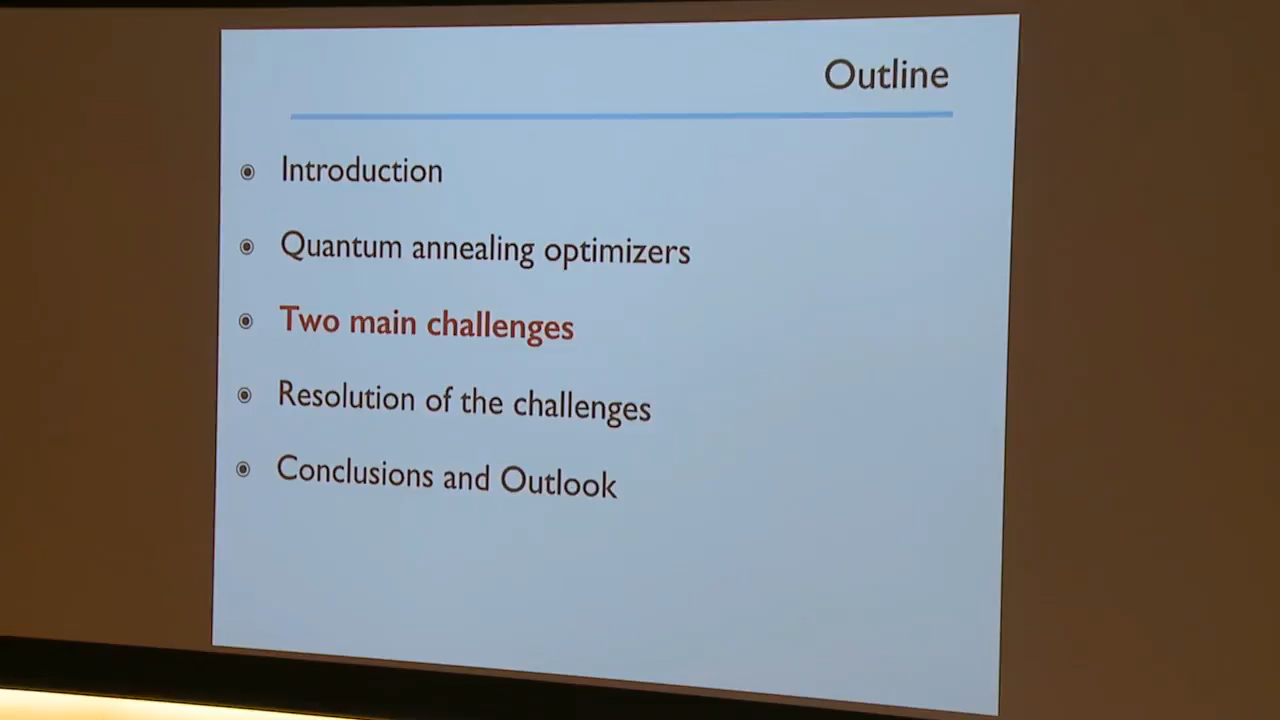 Outline
Introduction
Quantum annealing optimizers
Two main challenges
Resolution of the challenges
Conclusions and Outlook